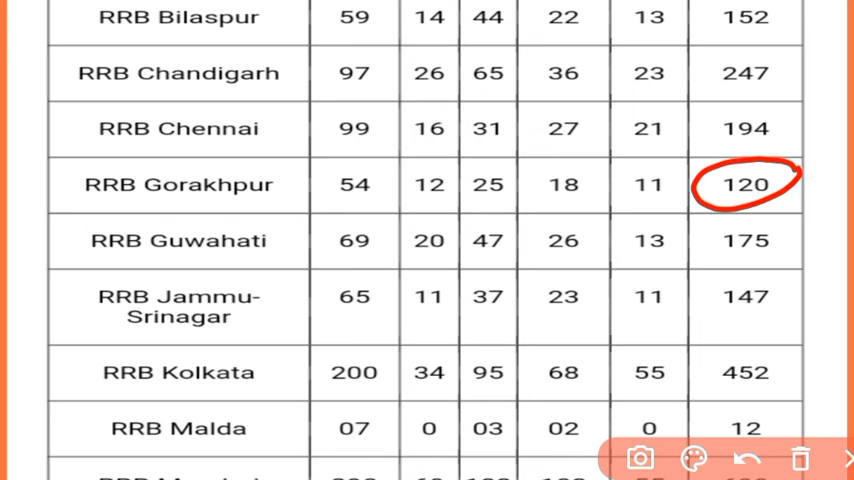 RRB Bilaspur 59 14 44 22 13 152
RRB Chandigarh 97 26 65 36 23 247
RRB Chennai 99 16 31 27 21 194
RRB Gorakhpur 54 12 25 18 11 120
RRB Guwahati 69 20 47 26 13 175
RRB Jammu- 65 11 37 23 11 147
Srinagar
RRB Kolkata 200 34 95 68 55 452
RRB Malda 07 0 03 02 0 12
RRB